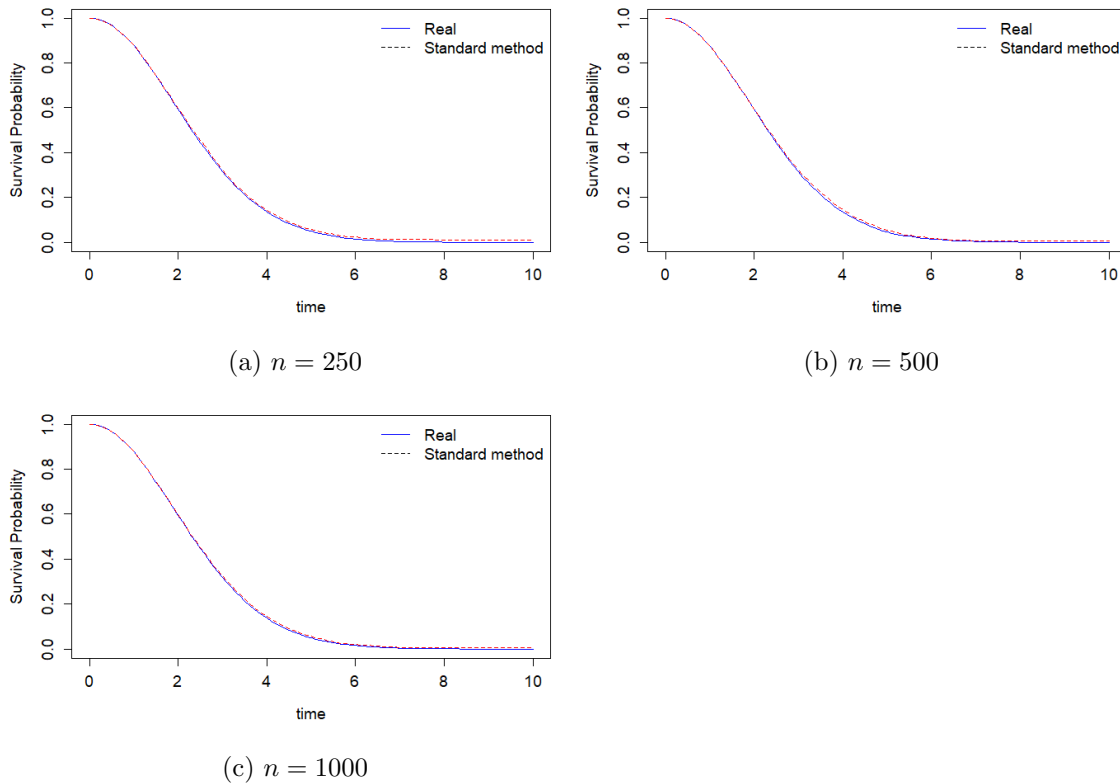 Survival Probability
1.0
0.8
0.6
0.4
0.2
0.0
Real
Standard method
0 2 4 6 8 10
time
(a) n = 250
Survival Probability
1.0
0.8
0.6
0.4
0.2
0.0
Real
Standard method
0 2 4 6 8 10
time
(b) n = 500
Survival Probability
1.0
0.8
0.6
0.4
0.2
0.0
Real
Standard method
0 2 4 6 8 10
time
(c) n = 1000